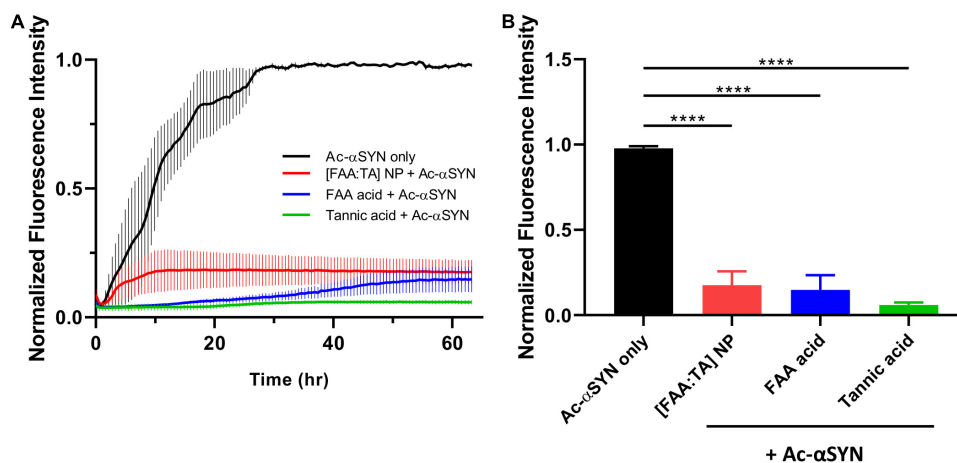 A
Normalized Fluorescence Intensity
1.0
0.5
0.0
0
20
40
60
Time (hr)
Ac-αSYN only
[FAA:TA] NP + Ac-αSYN
FAA acid + Ac-αSYN
Tannic acid + Ac-αSYN
B
Normalized Fluorescence Intensity
1.5
1.0
0.5
0.0
****
****
****
Ac-αSYN only
[FAA:TA] NP
FAA acid
Tannic acid
+ Ac-αSYN